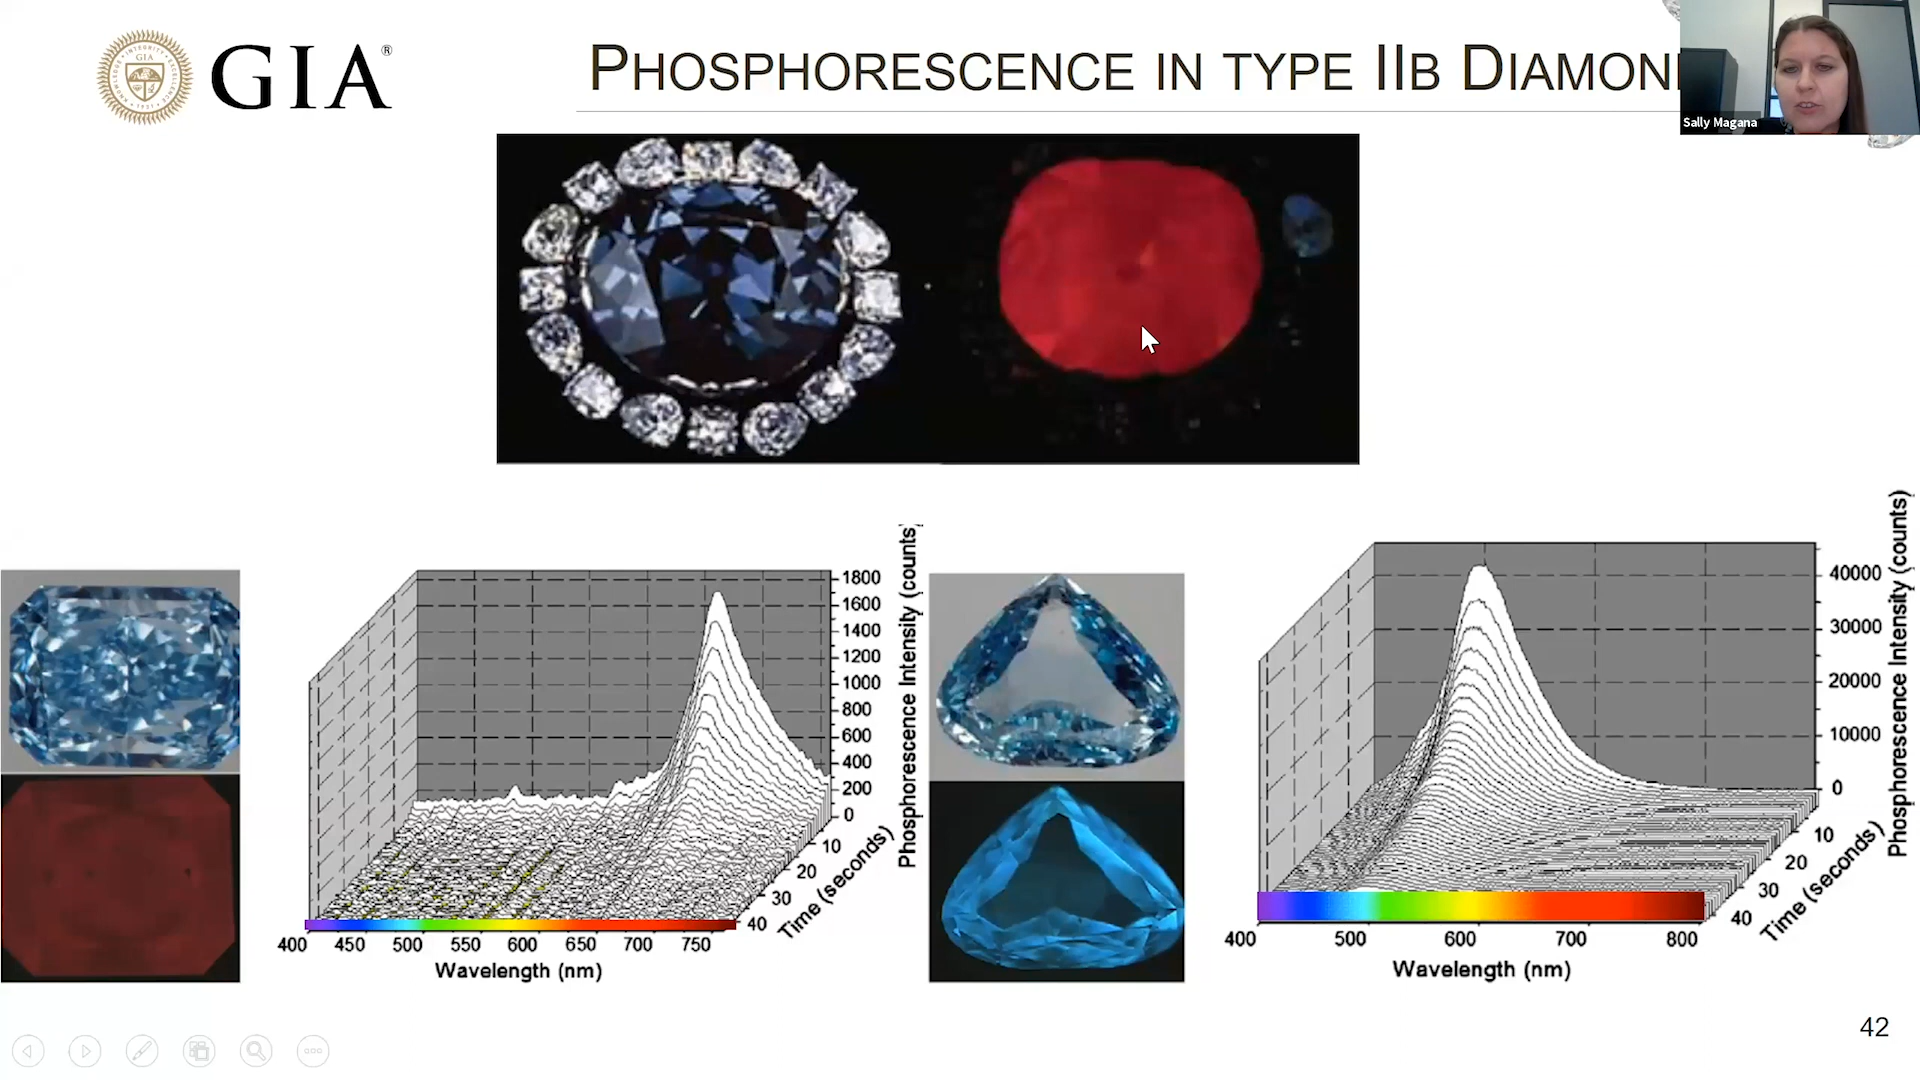 GIA®
GIA
PHOSPHORESCENCE IN TYPE IIB DIAMON
Sally Magana
1800
1600
1400
1200
1000
800
600
400
200
0
10
20
30
40
Time (seconds)
Phosphorescence Intensity (counts)
400 450 500 550 600 650 700 750
Wavelength (nm)
40000
30000
20000
10000
0
10
20
30
40
Time (seconds)
Phosphorescence Intensity (counts)
400 500 600 700 800
Wavelength (nm)
42